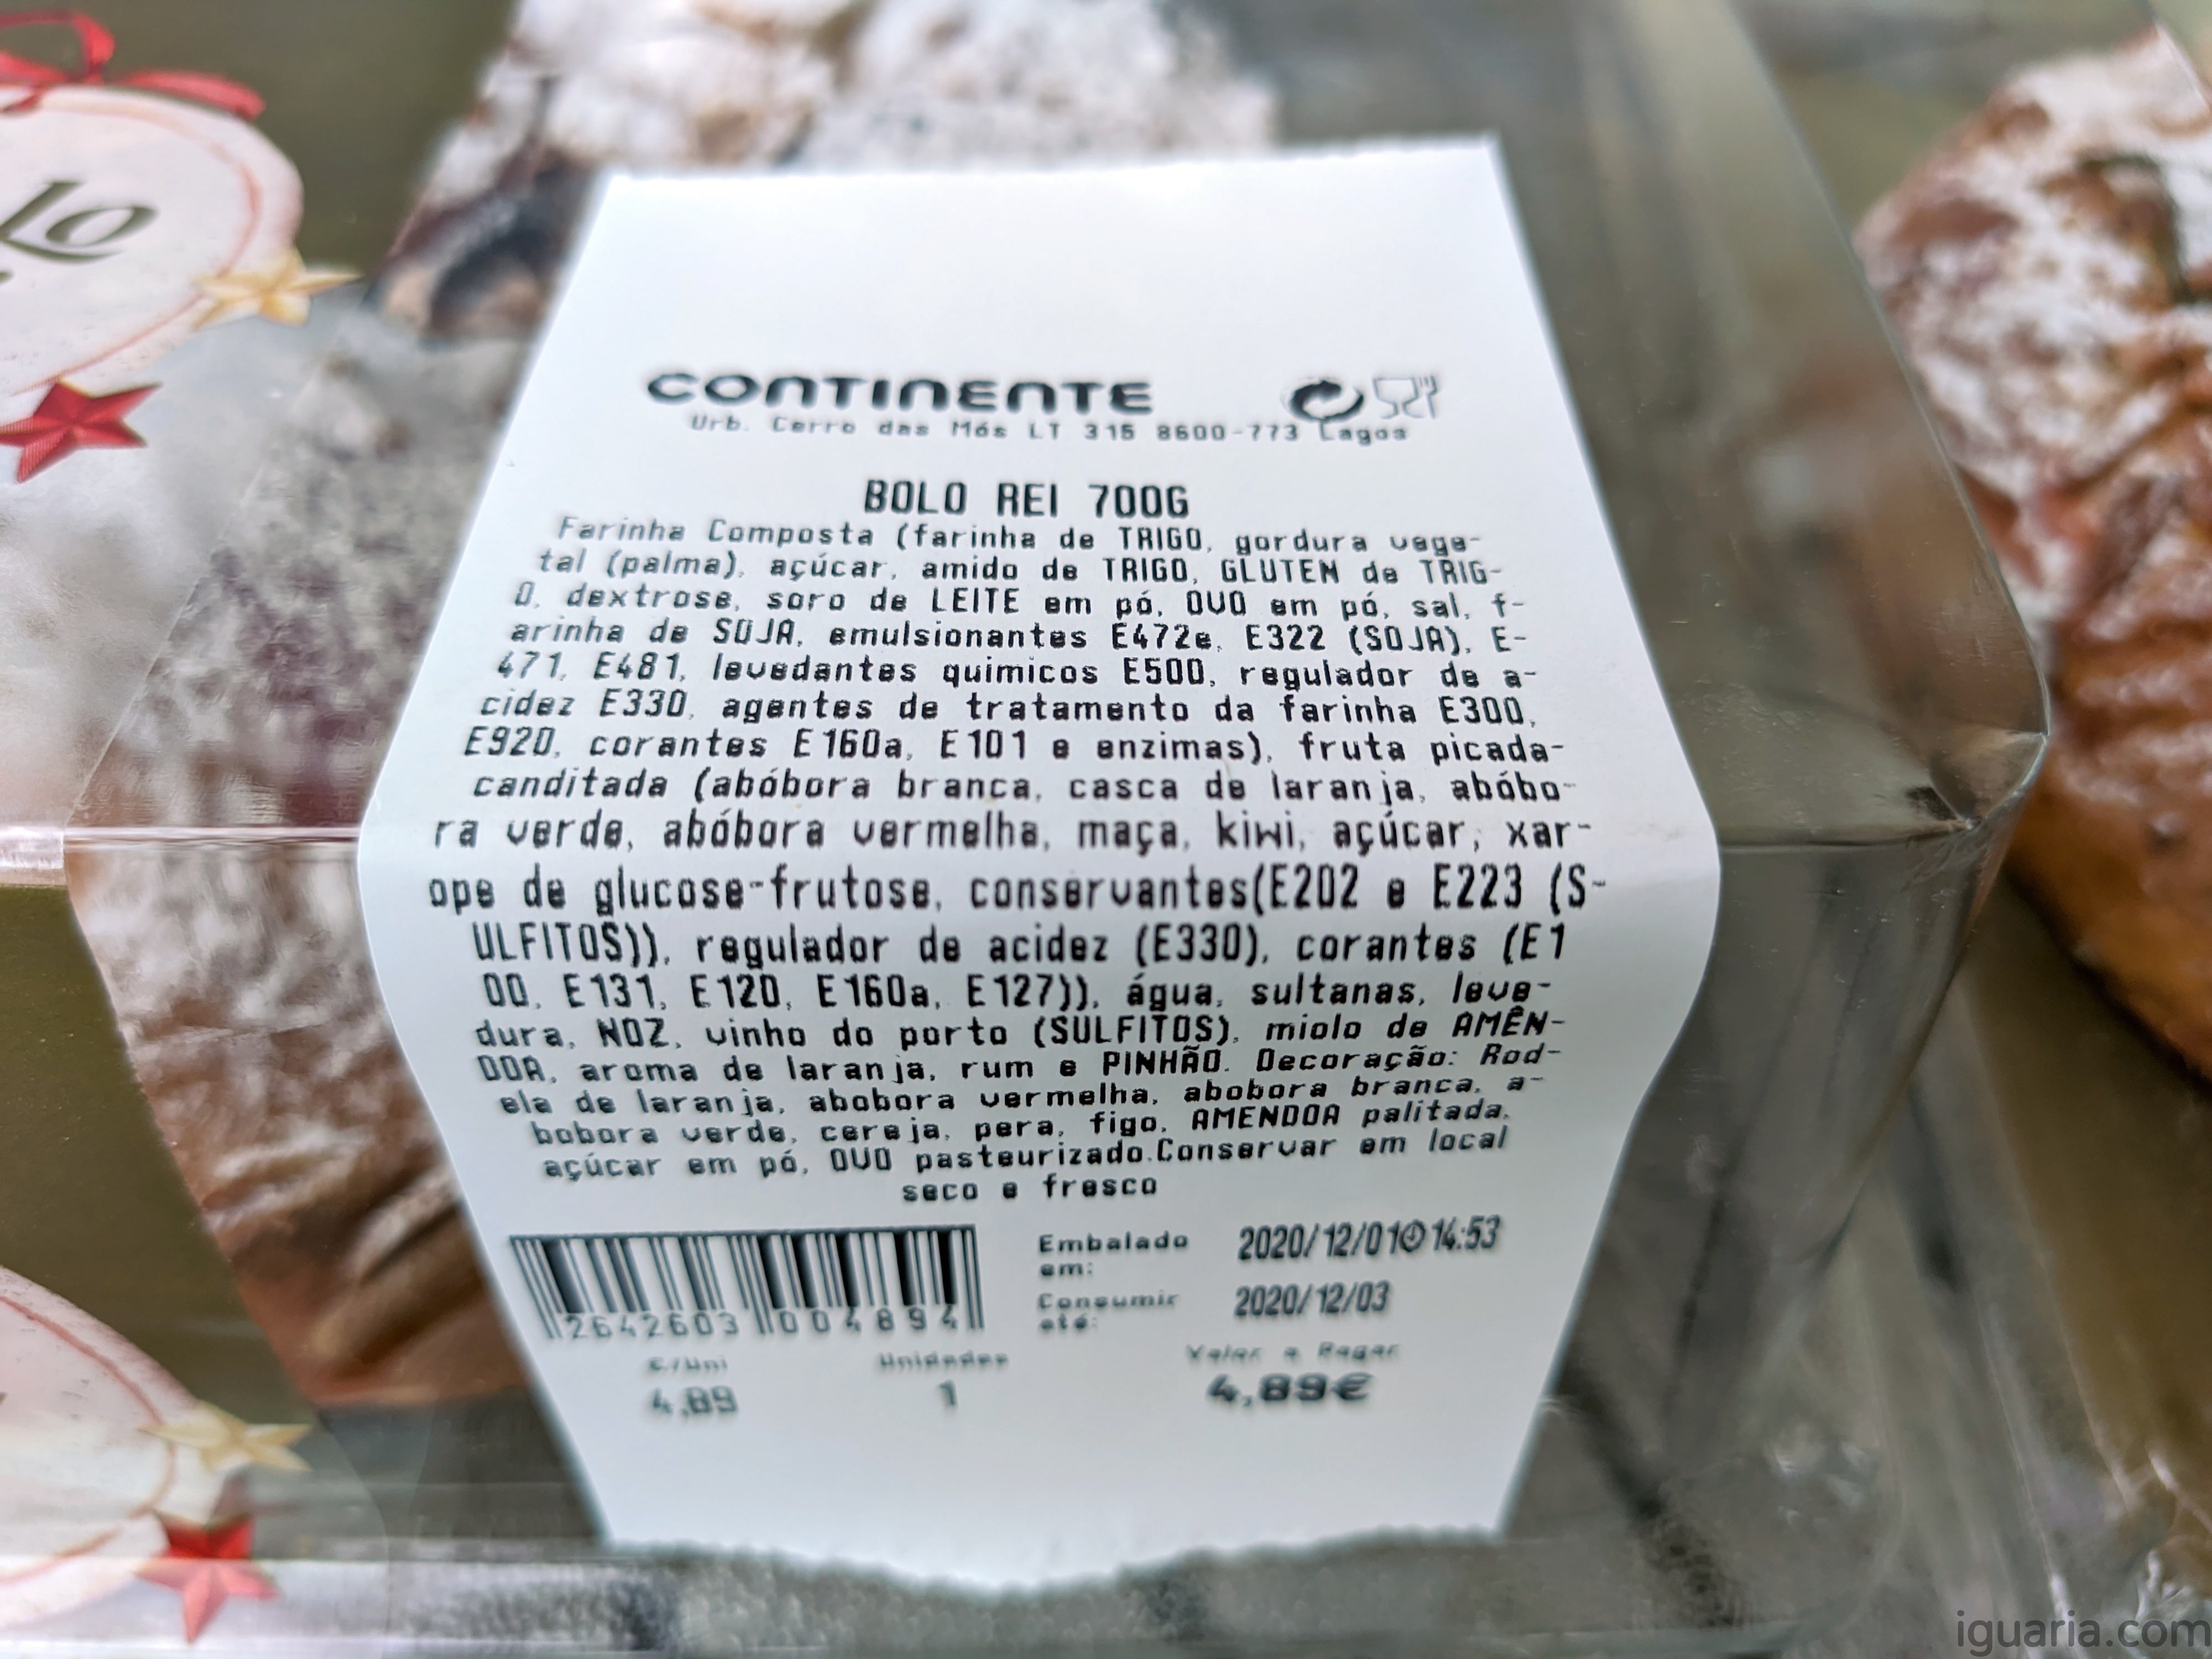 Lo
CONTINENTE
Urb. Cerro das Mós LT 315 8600-773 Lagos
BOLO REI 700G
Farinha Composta (farinha de TRIGO, gordura vege-
tal (palma), açúcar, amido de TRIGO, GLUTEN de TRIG-
O, dextrose, soro de LEITE em pó, OVO em pó, sal, f-
arinha de SOJA, emulsionantes E472e, E322 (SOJA), E-
471, E481, levedantes quimicos E500, regulador de a-
cidez E330, agentes de tratamento da farinha E300,
E920, corantes E160a, E101 e enzimas), fruta picada-
canditada (abóbora branca, casca de laranja, abóbo-
ra verde, abóbora vermelha, maça, kiwi, açúcar, xar-
ope de glucose-frutose, conservantes(E202 e E223 (S-
ULFITOS)), regulador de acidez (E330), corantes (E1
00, E131, E120, E160a, E127)), água, sultanas, leve-
dura, NOZ, vinho do porto (SULFITOS), miolo de AMÊN-
DOA, aroma de laranja, rum e PINHÃO. Decoração: Rod-
ela de laranja, abobora vermelha, abobora branca, a-
bobora verde, cereja, pera, figo, AMENDOA palitada,
açúcar em pó, OVO pasteurizado.Conservar em local
seco e fresco
Embalado em: 2020/12/01 14:53
Consumir até: 2020/12/03
2642603 004894
€/Uni Unidades Valor a Pagar
4,89 1 4,89€
iguaria.com